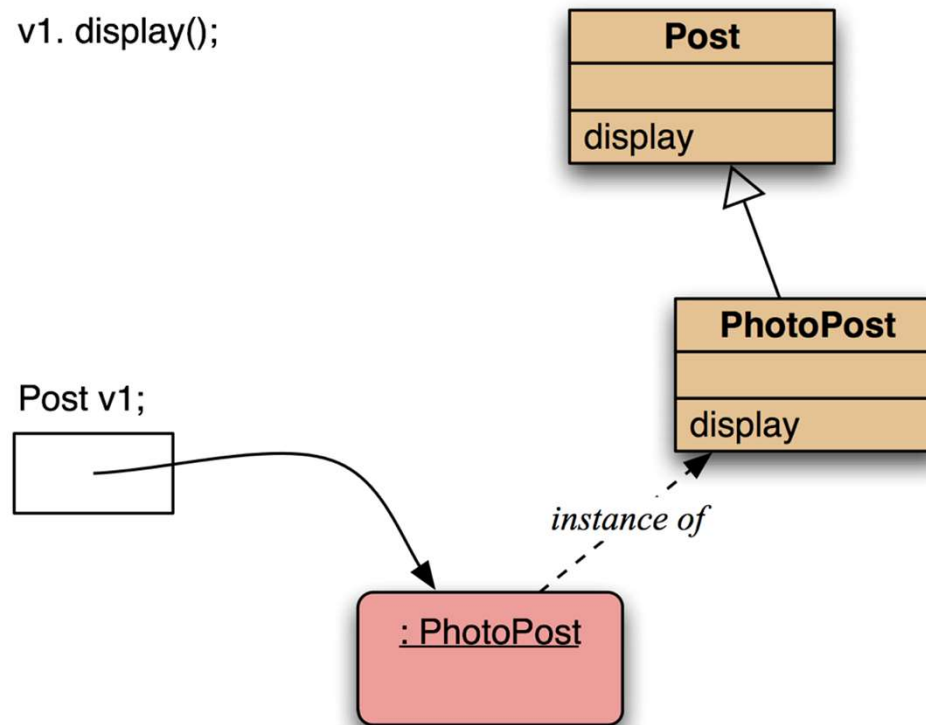 v1. display();
Post
display
PhotoPost
display
Post v1;
instance of
: PhotoPost